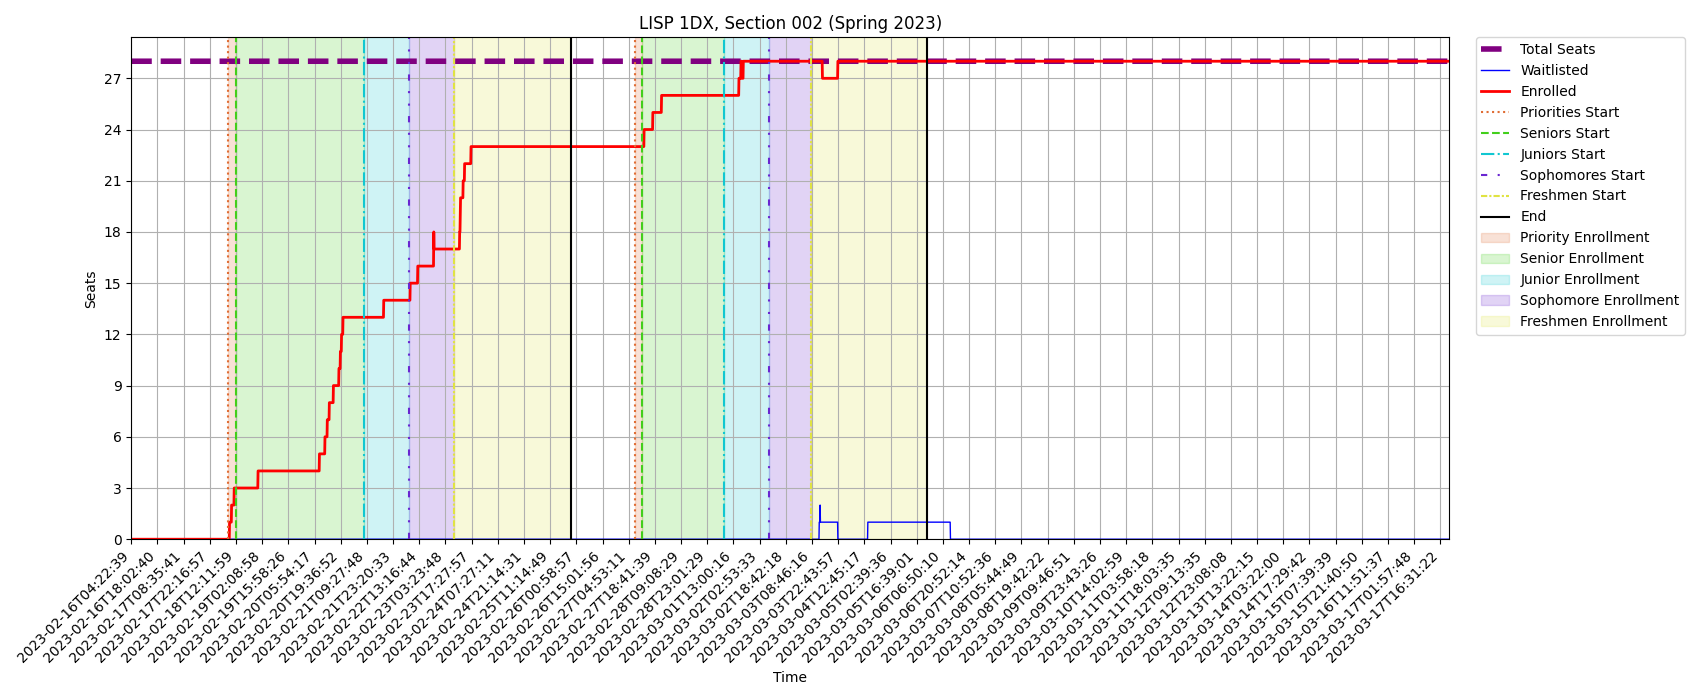 LISP 1DX, Section 002 (Spring 2023)
Total Seats
Waitlisted
Enrolled
Priorities Start
Seniors Start
Juniors Start
Sophomores Start
Freshmen Start
End
Priority Enrollment
Senior Enrollment
Junior Enrollment
Sophomore Enrollment
Freshmen Enrollment
Seats
27
24
21
18
15
12
9
6
3
0
2023-02-16T04:22:39
2023-02-16T18:02:40
2023-02-17T08:35:41
2023-02-17T22:16:57
2023-02-18T12:11:59
2023-02-19T02:08:58
2023-02-19T15:58:26
2023-02-20T05:54:17
2023-02-20T19:36:52
2023-02-21T09:27:48
2023-02-21T23:20:33
2023-02-22T13:16:44
2023-02-23T03:23:48
2023-02-23T17:27:57
2023-02-24T07:27:11
2023-02-24T21:14:31
2023-02-25T11:14:49
2023-02-26T00:58:57
2023-02-26T15:01:56
2023-02-27T04:53:11
2023-02-27T18:41:39
2023-02-28T09:08:29
2023-02-28T23:01:29
2023-03-01T13:00:16
2023-03-02T02:53:33
2023-03-02T18:42:18
2023-03-03T08:46:16
2023-03-03T22:43:57
2023-03-04T12:45:17
2023-03-05T02:39:36
2023-03-05T16:39:01
2023-03-06T06:50:10
2023-03-06T20:52:14
2023-03-07T10:52:36
2023-03-08T05:44:49
2023-03-08T19:42:22
2023-03-09T09:46:51
2023-03-09T23:43:26
2023-03-10T14:02:59
2023-03-11T03:58:18
2023-03-11T18:03:35
2023-03-12T09:13:35
2023-03-12T23:08:08
2023-03-13T13:22:15
2023-03-14T03:22:00
2023-03-14T17:29:42
2023-03-15T07:39:39
2023-03-15T21:40:50
2023-03-16T11:51:37
2023-03-17T01:57:48
2023-03-17T16:31:22
Time